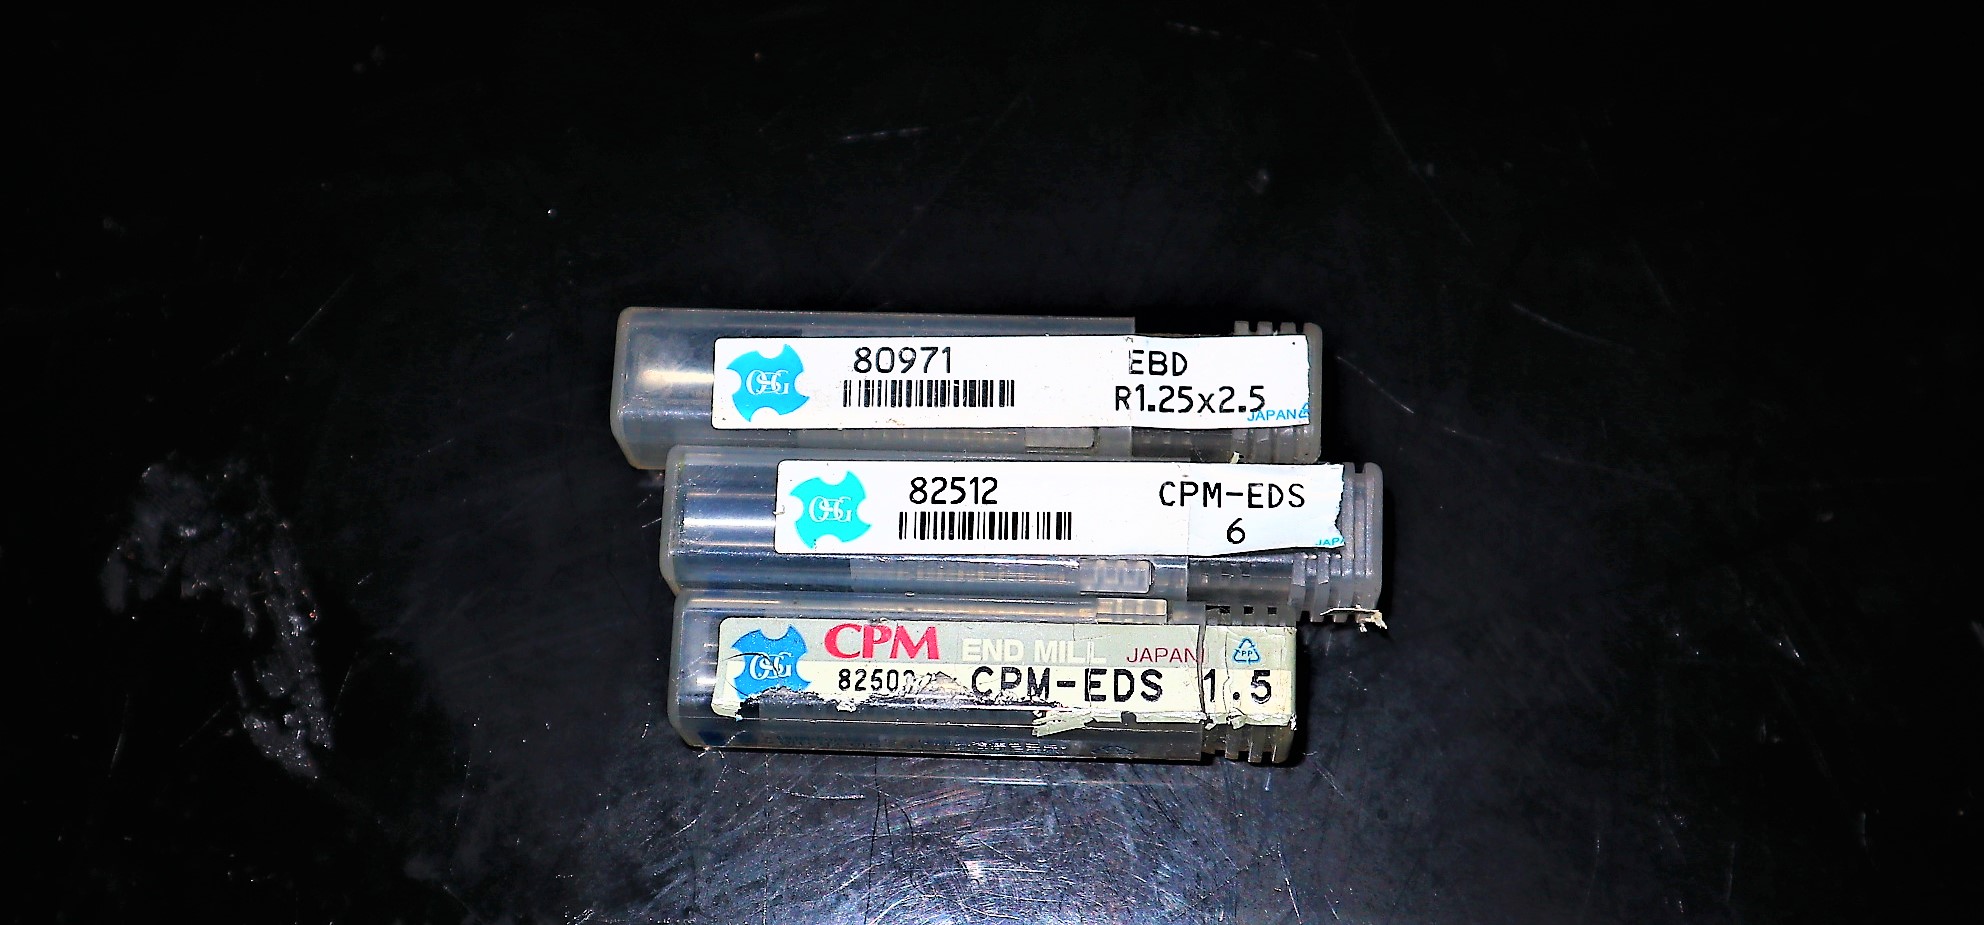 OSG
80971
EBD
R1.25x2.5
JAPAN
OSG
82512
CPM-EDS
6
OSG
CPM END MILL JAPAN
PP
CPM-EDS 1.5